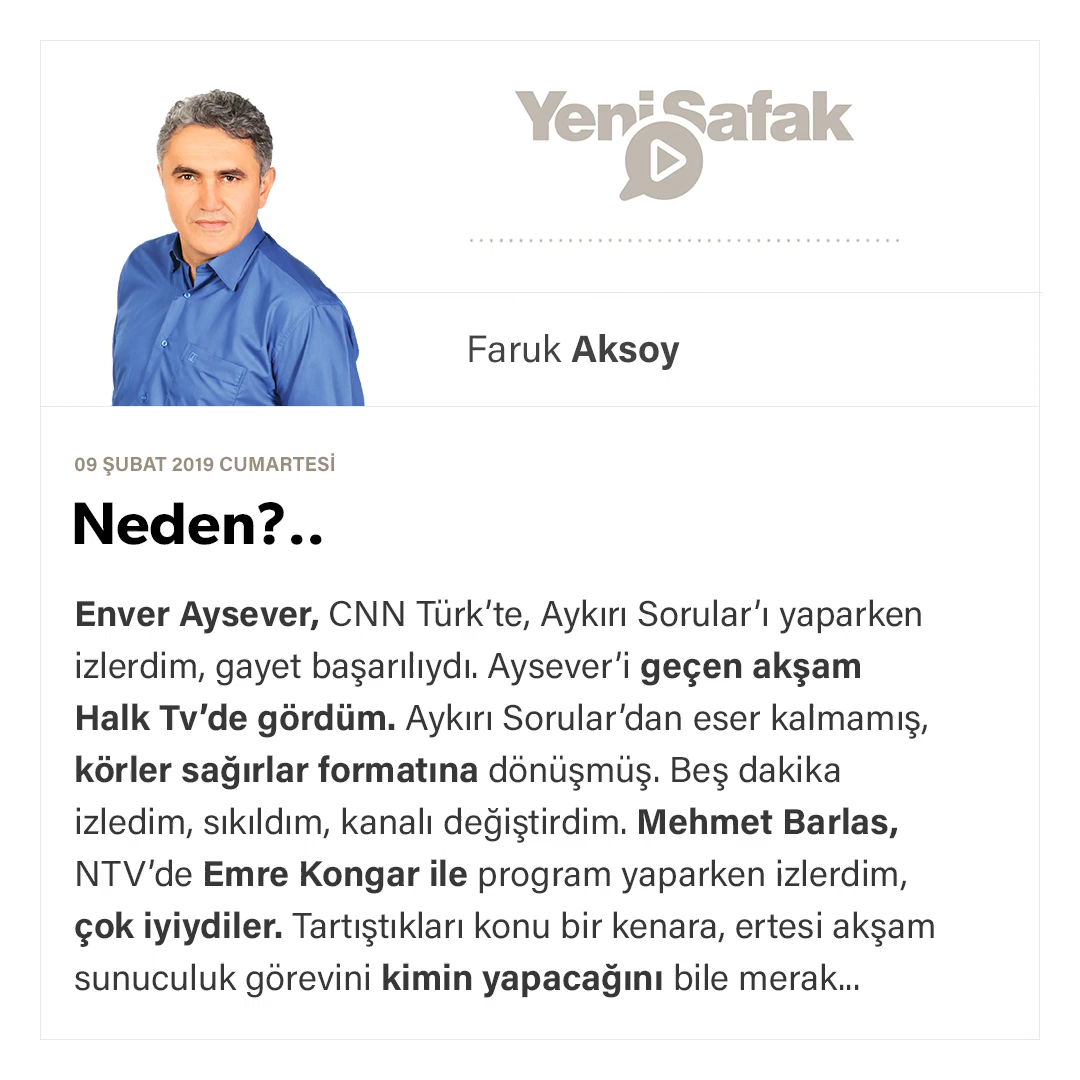 YeniSafak
Faruk Aksoy
09 ŞUBAT 2019 CUMARTESİ
Neden?..
Enver Aysever, CNN Türk’te, Aykırı Sorular’ı yaparken
izlerdim, gayet başarılıydı. Aysever’i geçen akşam
Halk Tv’de gördüm. Aykırı Sorular’dan eser kalmamış,
körler sağırlar formatına dönüşmüş. Beş dakika
izledim, sıkıldım, kanalı değiştirdim. Mehmet Barlas,
NTV’de Emre Kongar ile program yaparken izlerdim,
çok iyiydiler. Tartıştıkları konu bir kenara, ertesi akşam
sunuculuk görevini kimin yapacağını bile merak...